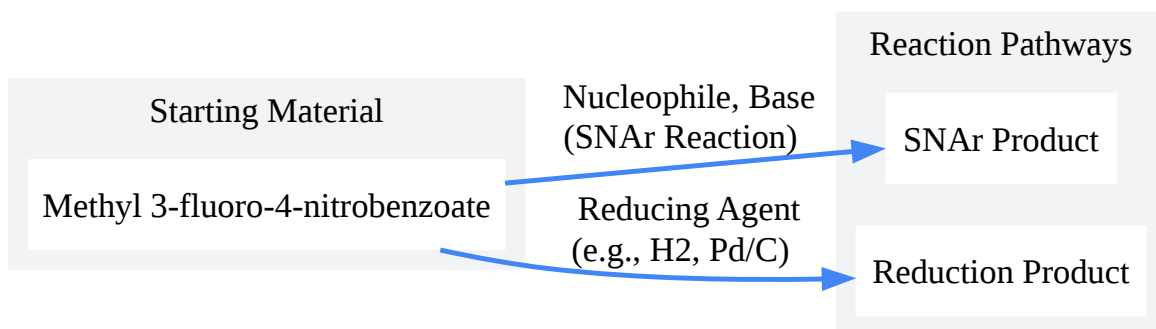 Reaction Pathways
Starting Material
Nucleophile, Base
(SNAr Reaction)
SNAr Product
Methyl 3-fluoro-4-nitrobenzoate
Reducing Agent
(e.g., H2, Pd/C)
Reduction Product